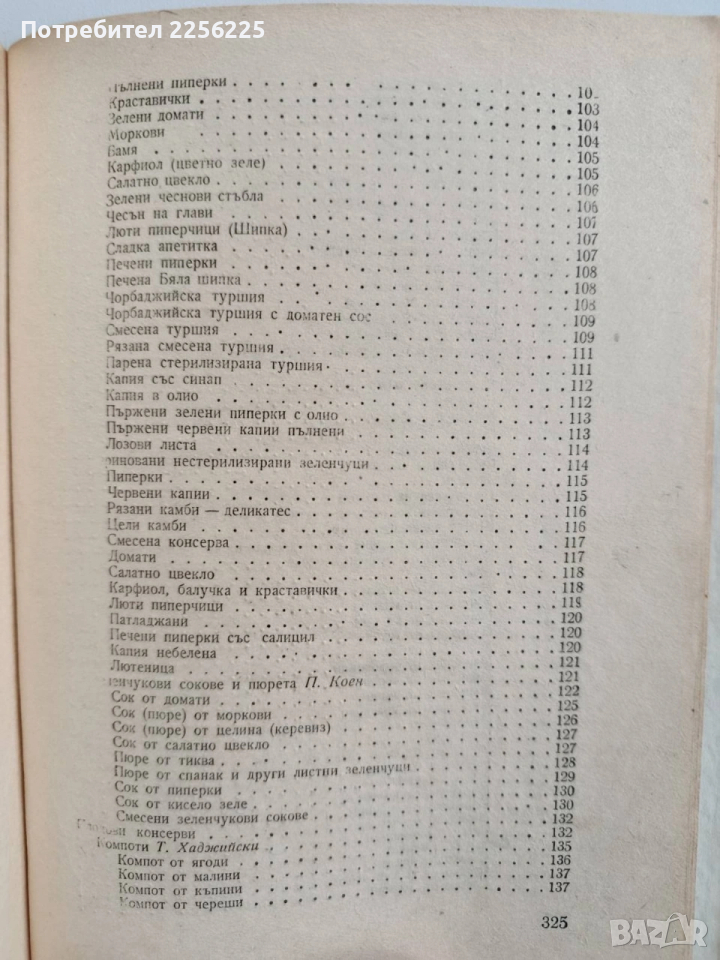 Потребител 2256225
ълнени пиперки . . . . . 10
Краставички . . . . . 103
Зелени домати . . . . . 104
Моркови . . . . . 104
Бамя . . . . . 105
Карфиол (цветно зеле) . . . . . 105
Салатно цвекло . . . . . 106
Зелени чеснови стъбла . . . . . 106
Чесън на глави . . . . . 107
Люти пиперчици (Шипка) . . . . . 107
Сладка апетитка . . . . . 107
Печени пиперки . . . . . 108
Печена Бяла шипка . . . . . 108
Чорбаджийска туршия . . . . . 108
Чорбаджийска туршия с доматен сос . . . . . 109
Смесена туршия . . . . . 109
Рязана смесена туршия . . . . . 111
Парена стерилизирана туршия . . . . . 111
Капия със синап . . . . . 112
Капия в олио . . . . . 112
Пържени зелени пиперки с олио . . . . . 113
Пържени червени капии пълнени . . . . . 113
Лозови листа . . . . . 114
риновани нестерилизирани зеленчуци . . . . . 114
Пиперки . . . . . 115
Червени капии . . . . . 115
Рязани камби — деликатес . . . . . 116
Цели камби . . . . . 116
Смесена консерва . . . . . 117
Домати . . . . . 117
Салатно цвекло . . . . . 118
Карфиол, балучка и краставички . . . . . 118
Люти пиперчици . . . . . 118
Патладжани . . . . . 120
Печени пиперки със салицил . . . . . 120
Капия небелена . . . . . 120
Лютеница . . . . . 121
енчукови сокове и пюрета П. Коен . . . . . 121
Сок от домати . . . . . 122
Сок (пюре) от моркови . . . . . 125
Сок (пюре) от целина (керевиз) . . . . . 126
Сок от салатно цвекло . . . . . 127
Пюре от тиква . . . . . 127
Пюре от спанак и други листни зеленчуци . . . . . 128
Сок от пиперки . . . . . 129
Сок от кисело зеле . . . . . 130
Смесени зеленчукови сокове . . . . . 130
Плодови консерви . . . . . 132
Компоти Т. Хаджийски . . . . . 132
Компот от ягоди . . . . . 135
Компот от малини . . . . . 136
Компот от къпини . . . . . 137
Компот от череши . . . . . 137
325
BAZAR